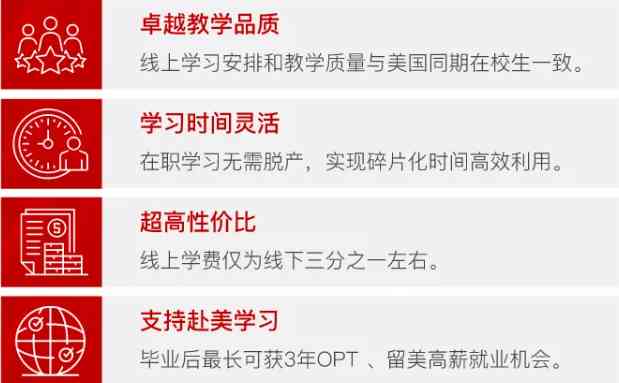 卓越教学品质
线上学习安排和教学质量与美国同期在校生一致。
学习时间灵活
在职学习无需脱产，实现碎片化时间高效利用。
超高性价比
线上学费仅为线下三分之一左右。
支持赴美学习
毕业后最长可获3年OPT 、留美高薪就业机会。